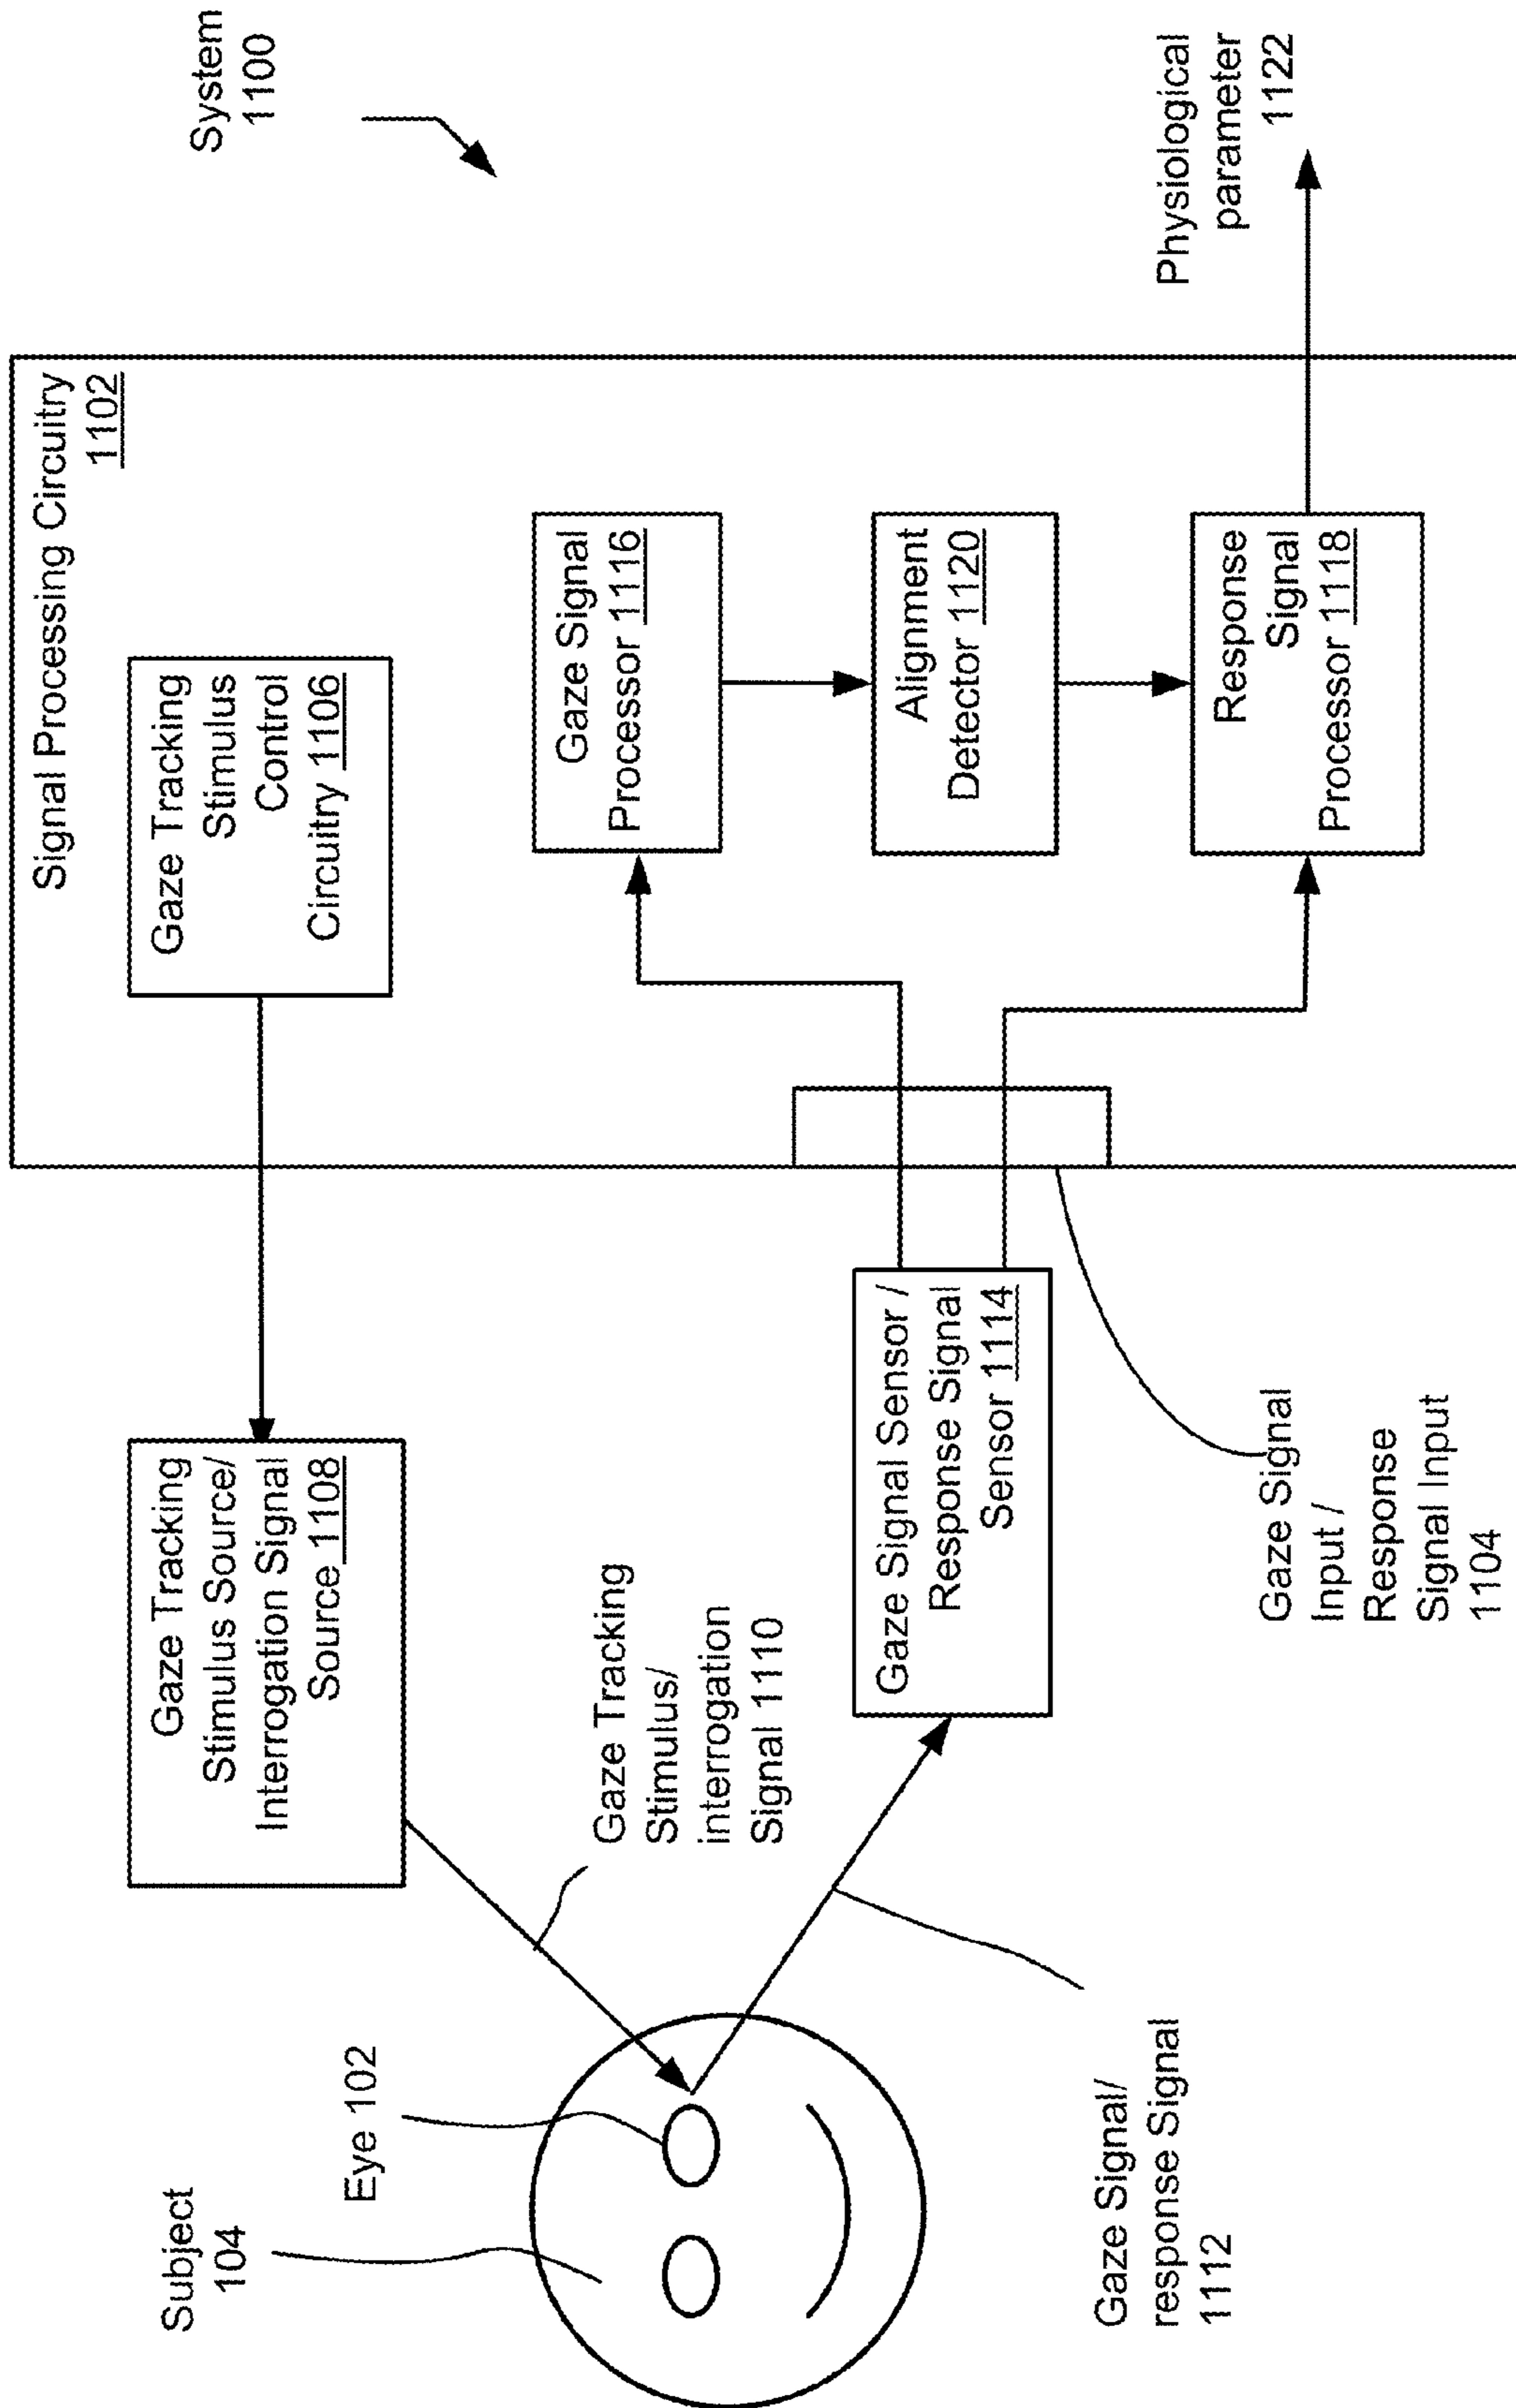 System
1100
Signal Processing Circuitry
1102
Gaze Tracking
Stimulus
Control
Circuitry 1106
Gaze Tracking
Stimulus Source/
Interrogation Signal
Source 1108
Subject
104
Eye 102
Gaze Tracking
Stimulus/
interrogation
Signal 1110
Gaze Signal
Processor 1116
Alignment
Detector 1120
Response
Signal
Processor 1118
Physiological
parameter
1122
Gaze Signal Sensor /
Response Signal
Sensor 1114
Gaze Signal/
response Signal
1112
Gaze Signal
Input /
Response
Signal Input
1104